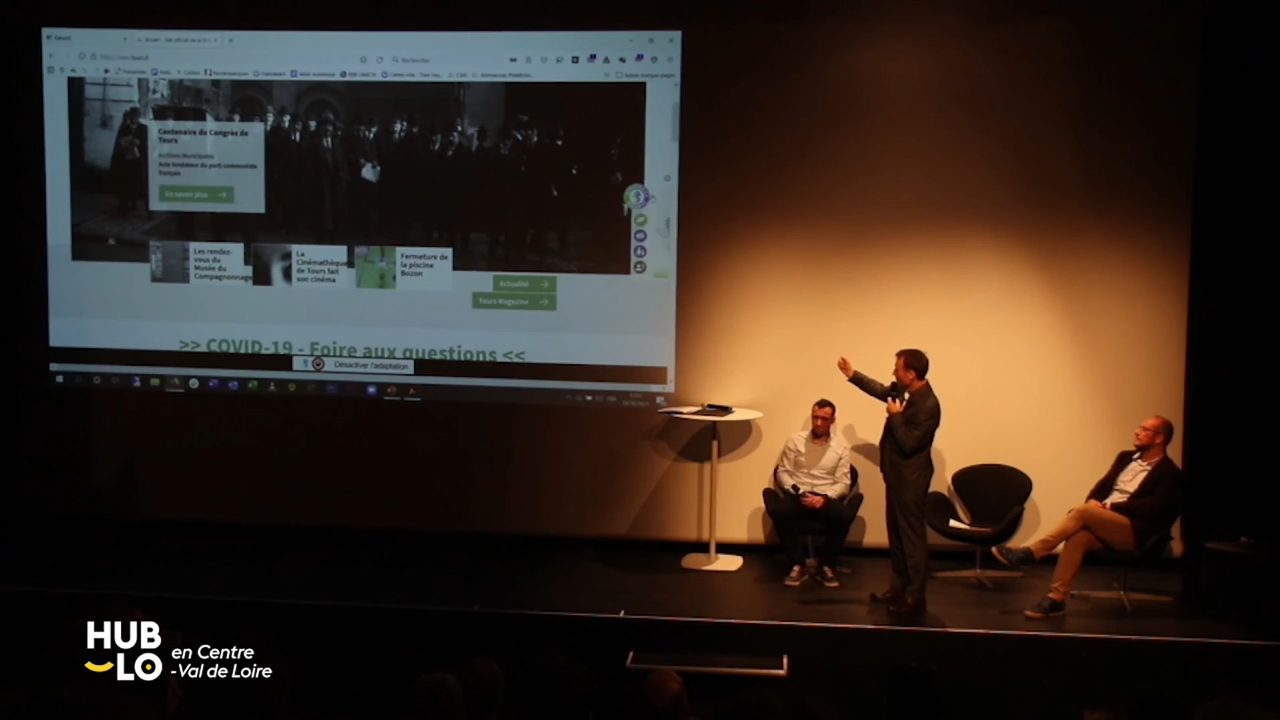 Centenaire du Congrès de
Tours
Archives Municipales
Acte fondateur du parti communiste
français
En savoir plus
Les rendez-
vous du
Musée du
Compagnonnage
La
Cinémathèque
de Tours fait
son cinéma
Fermeture de
la piscine
Bozon
Actualité
Tours Magazine
>> COVID-19 - Foire aux questions <<
Désactiver l'adaptation
HUB
LO
en Centre
-Val de Loire